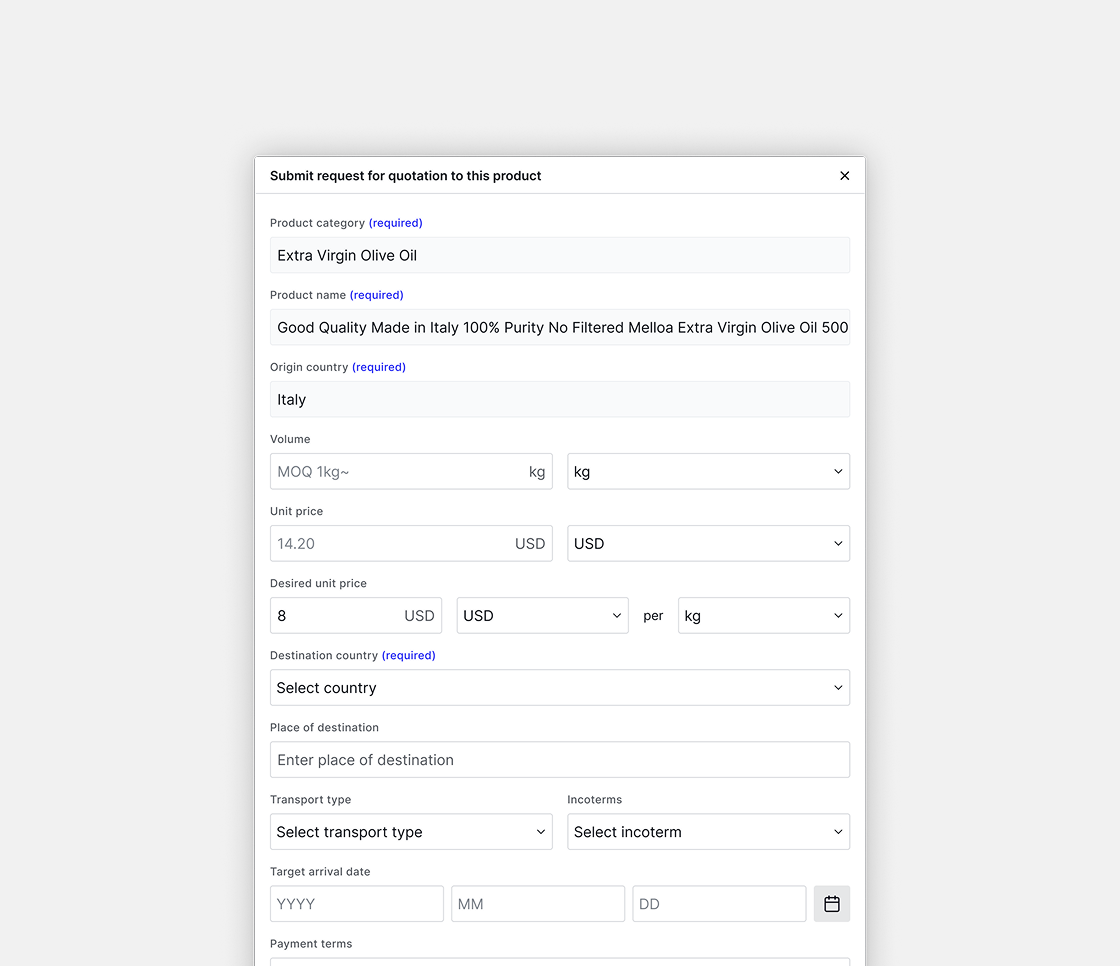 Submit request for quotation to this product
Product category (required)
Extra Virgin Olive Oil
Product name (required)
Good Quality Made in Italy 100% Purity No Filtered Melloa Extra Virgin Olive Oil 500
Origin country (required)
Italy
Volume
MOQ 1kg~ kg kg
Unit price
14.20 USD USD
Desired unit price
8 USD USD per kg
Destination country (required)
Select country
Place of destination
Enter place of destination
Transport type Incoterms
Select transport type Select incoterm
Target arrival date
YYYY MM DD
Payment terms